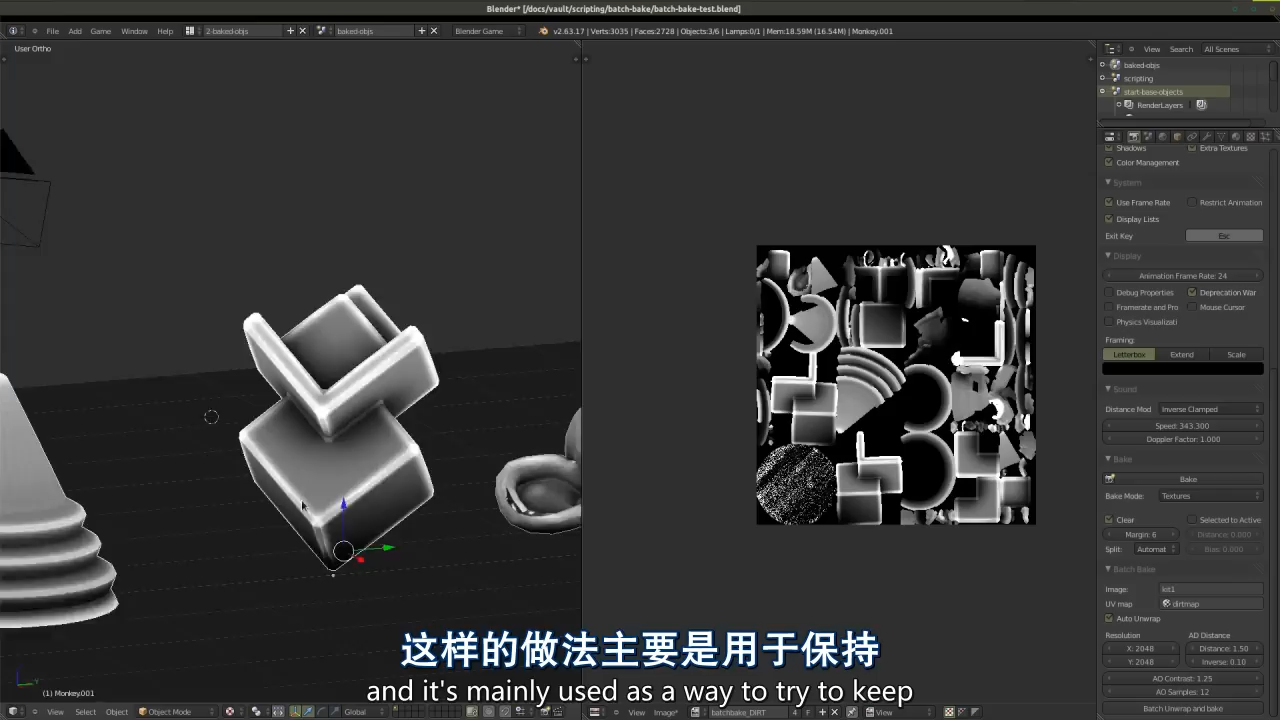 Blender* [/docs/vault/scripting/batch-bake/batch-bake-test.blend]
File Add Game Window Help 2-baked-objs baked-objs Blender Game v2.63.17 | Verts:3035 | Faces:2728 | Objects:3/6 | Lamps:0/1 | Mem:18.59M (16.54M) | Monkey.001
User Ortho
View Search All Scenes
baked-objs
scripting
start-base-objects
RenderLayers
Shadows Extra Textures
Color Management
System
Use Frame Rate Restrict Animation
Display Lists
Exit Key Esc
Display
Animation Frame Rate: 24
Debug Properties Deprecation War
Framerate and Pro Mouse Cursor
Physics Visualizati
Framing:
Letterbox Extend Scale
Sound
Distance Mod Inverse Clamped
Speed: 343.300
Doppler Factor: 1.000
Bake
Bake
Bake Mode: Textures
Clear Selected to Active
Margin: 6 Distance: 0.000
Split: Automat Bias: 0.000
Batch Bake
Image: kit1
UV map dirtmap
Auto Unwrap
Resolution AO Distance
X: 2048 Distance: 1.50
Y: 2048 Inverse: 0.10
AO Contrast: 1.25
AO Samples: 12
Batch Unwrap and bake
这样的做法主要是用于保持
and it's mainly used as a way to try to keep
(1) Monkey.001
View Select Object Object Mode Global View Image* batchbake_DIRT 4 F View